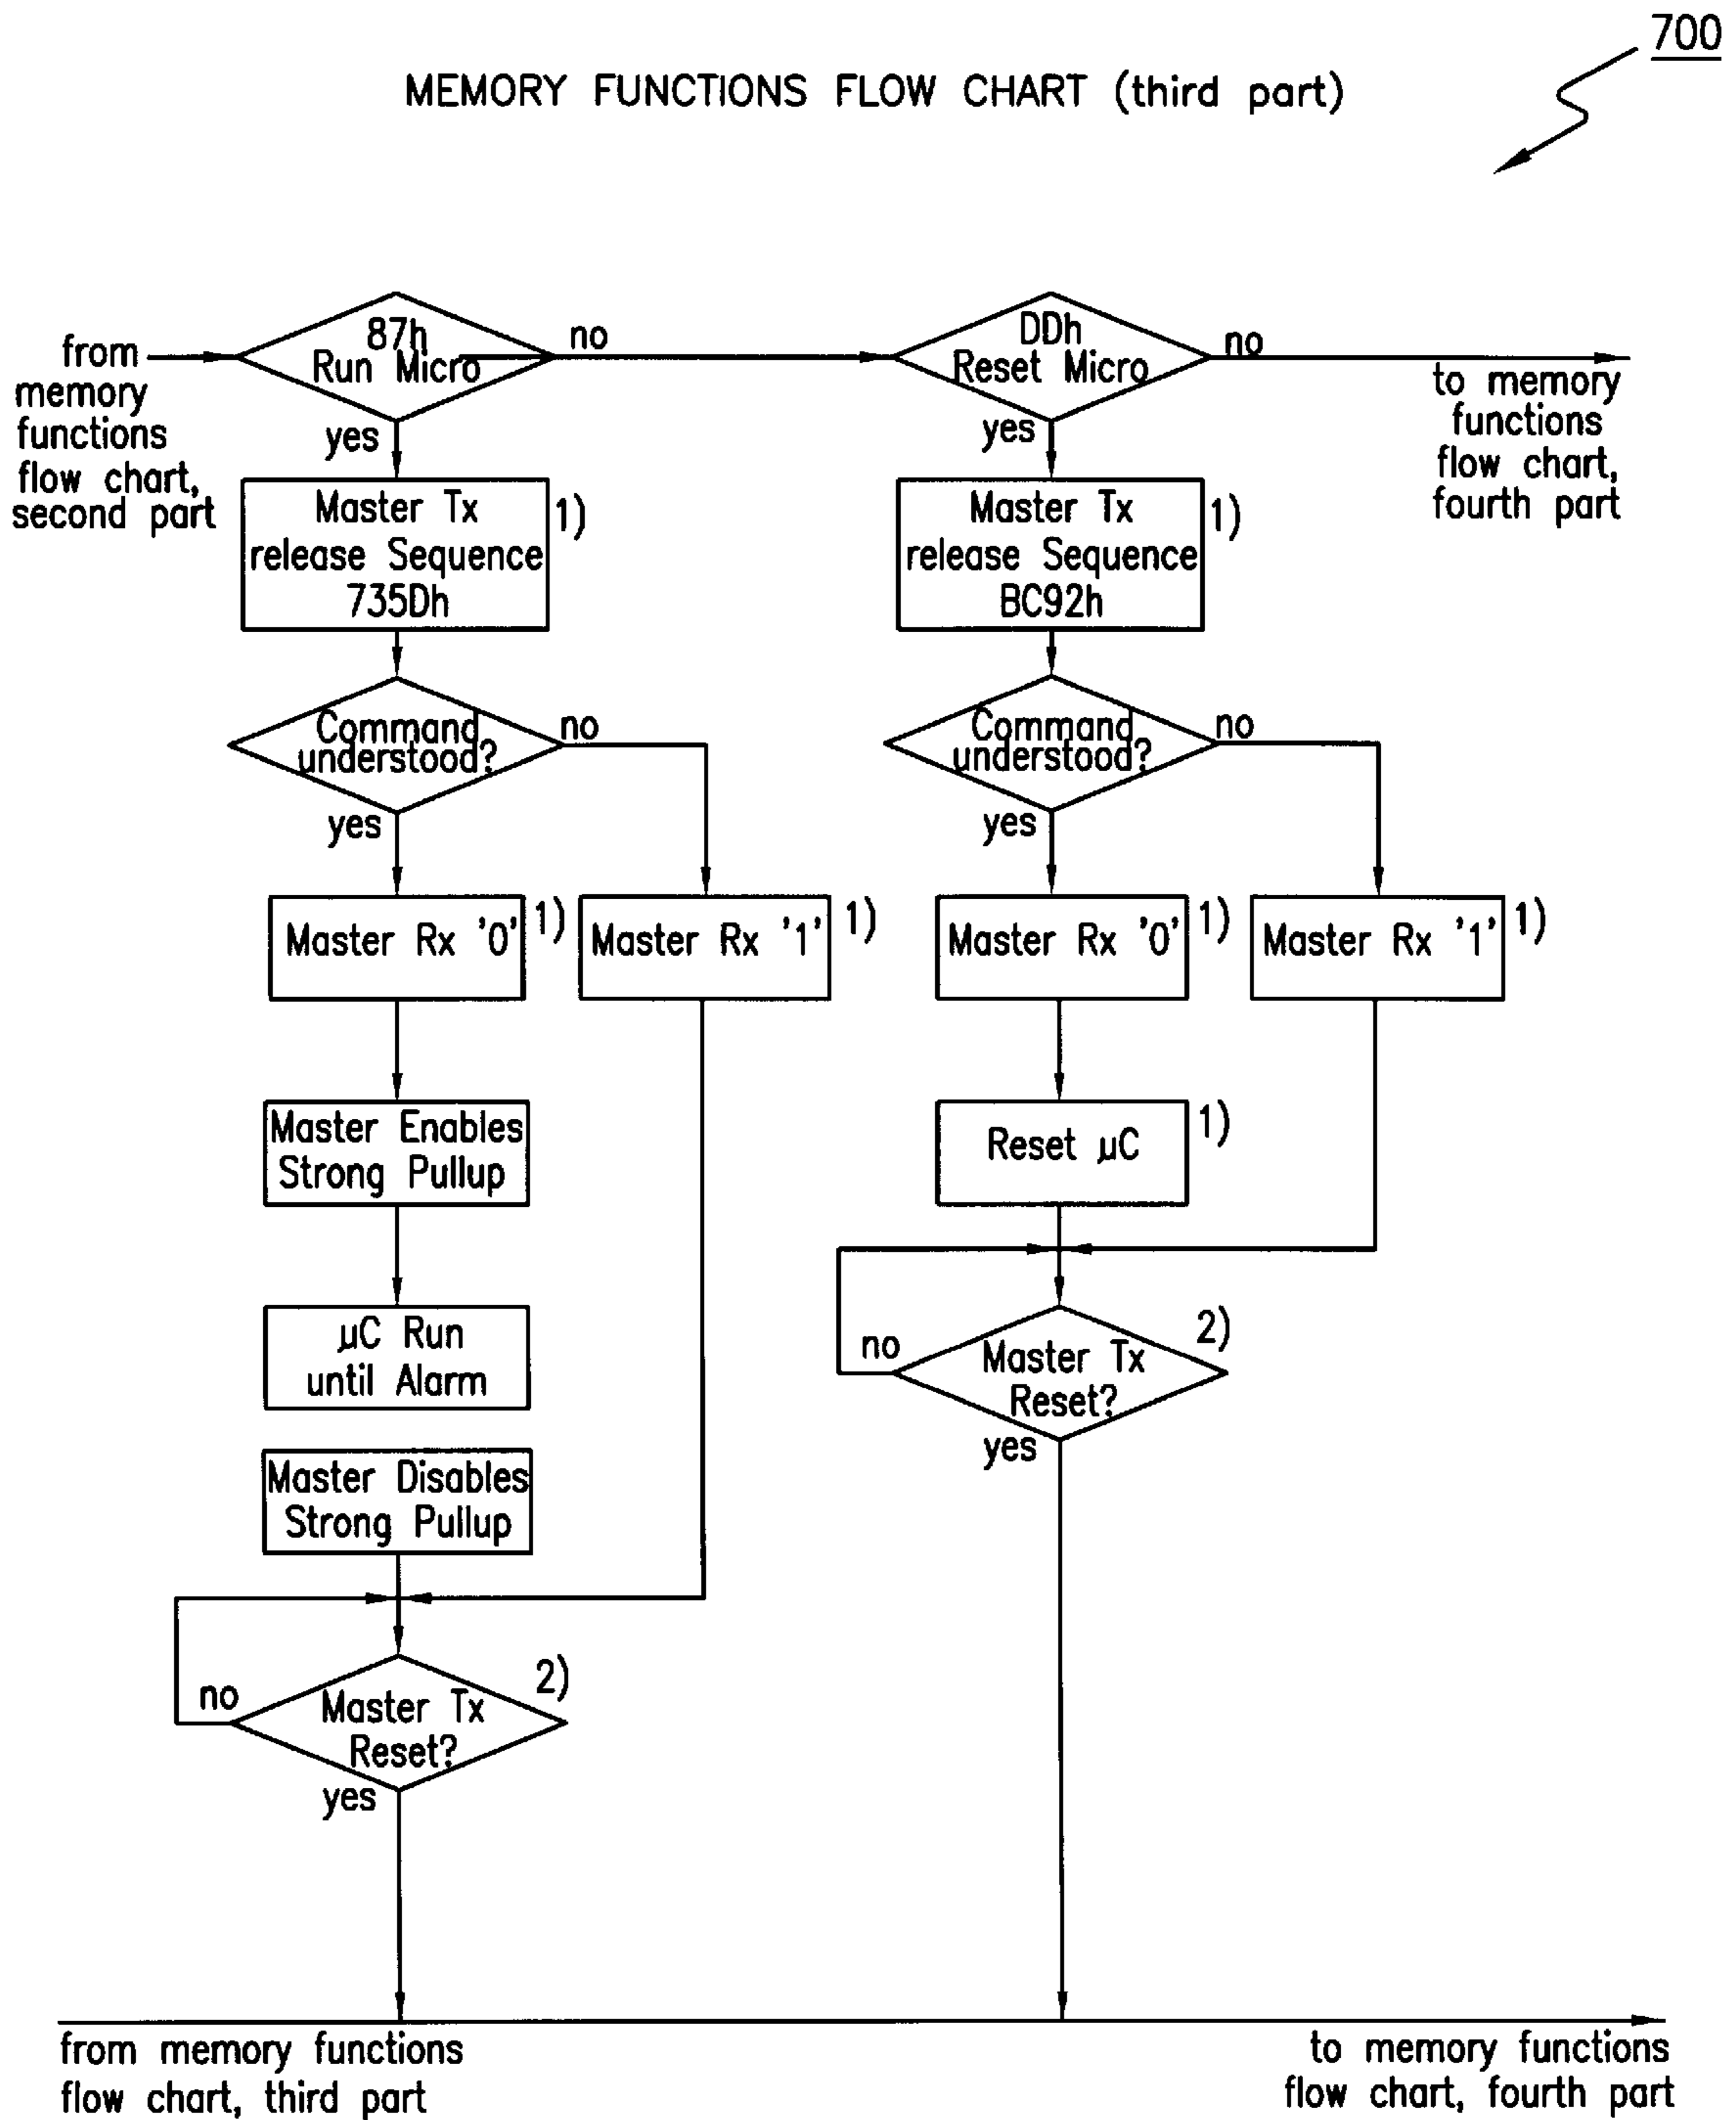 700
MEMORY FUNCTIONS FLOW CHART (third part)
from
memory
functions
flow chart,
second part
87h
Run Micro
no
yes
DDh
Reset Micro
no
yes
to memory
functions
flow chart,
fourth part
Master Tx
release Sequence
735Dh
1)
Master Tx
release Sequence
BC92h
1)
Command
understood?
no
yes
Command
understood?
no
yes
Master Rx '0'
1)
Master Rx '1'
1)
Master Rx '0'
1)
Master Rx '1'
1)
Master Enables
Strong Pullup
Reset µC
1)
µC Run
until Alarm
Master Tx
Reset?
2)
no
yes
Master Disables
Strong Pullup
Master Tx
Reset?
2)
no
yes
from memory functions
flow chart, third part
to memory functions
flow chart, fourth part